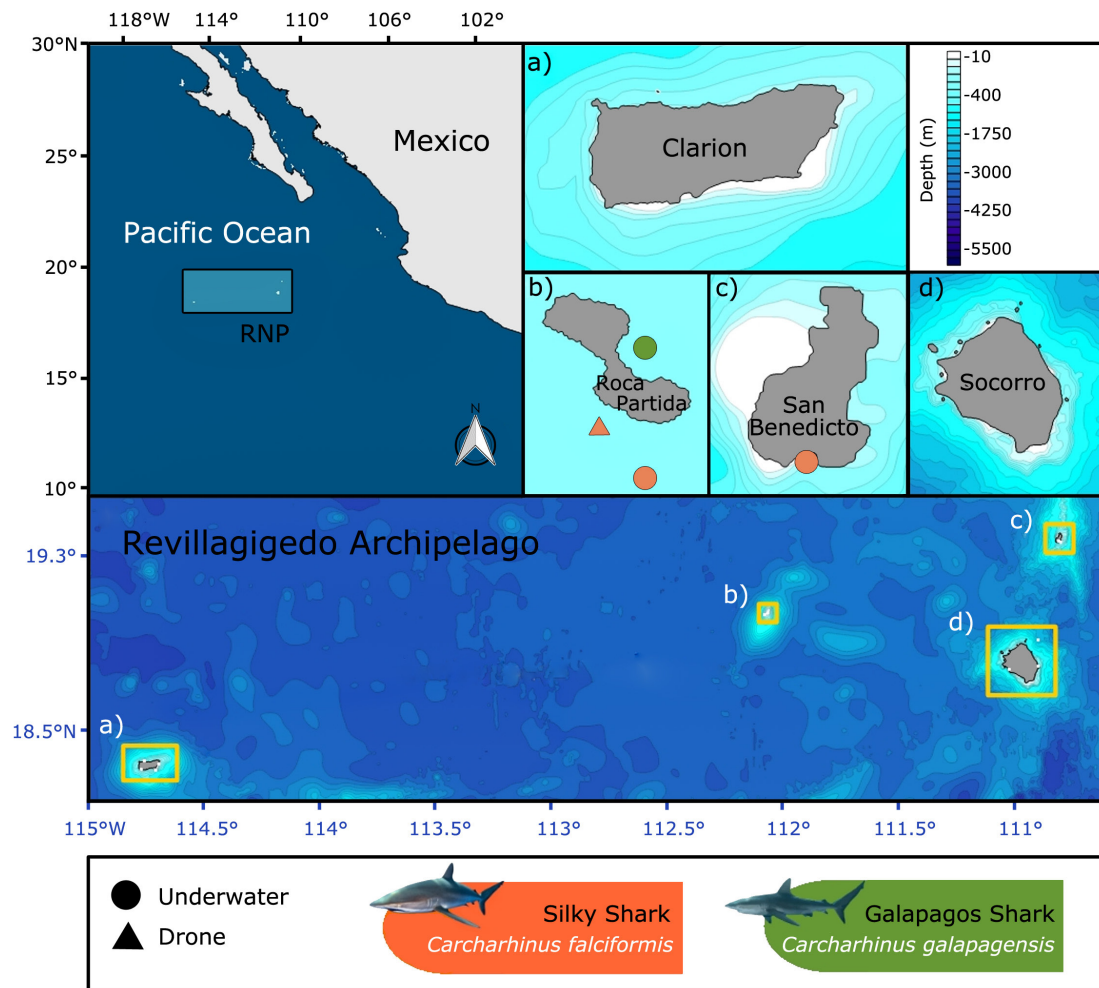 118°W 114° 110° 106° 102°
30°N
25°
20°
15°
10°
Mexico
Pacific Ocean
RNP
N
a)
Clarion
-10
-400
-1750
-3000
-4250
-5500
Depth (m)
b)
Roca
Partida
c)
San
Benedicto
d)
Socorro
Revillagigedo Archipelago
19.3°
18.5°N
a)
b)
c)
d)
115°W 114.5° 114° 113.5° 113° 112.5° 112° 111.5° 111°
Underwater
Drone
Silky Shark
Carcharhinus falciformis
Galapagos Shark
Carcharhinus galapagensis